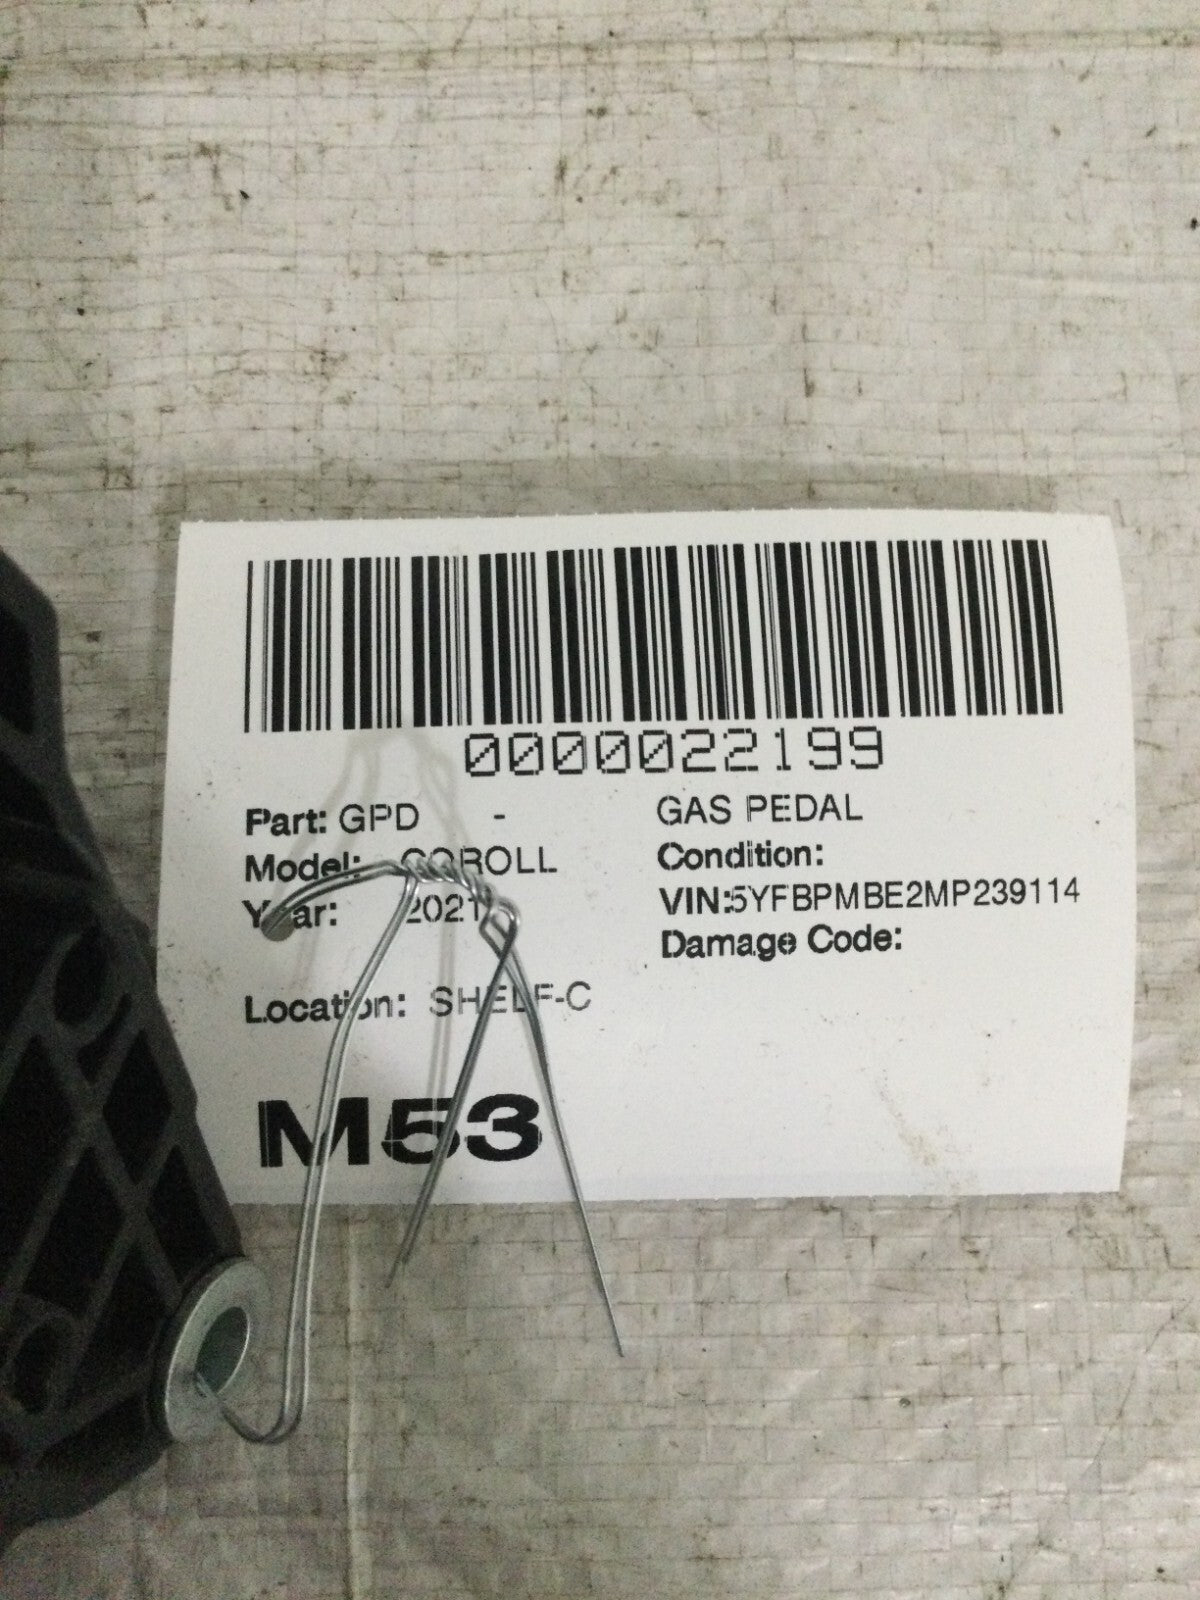 0000022199
Part: GPD - GAS PEDAL
Model: COROLL Condition:
Year: 2021 VIN:5YFBPMBE2MP239114
Damage Code:
Location: SHELF-C
M53